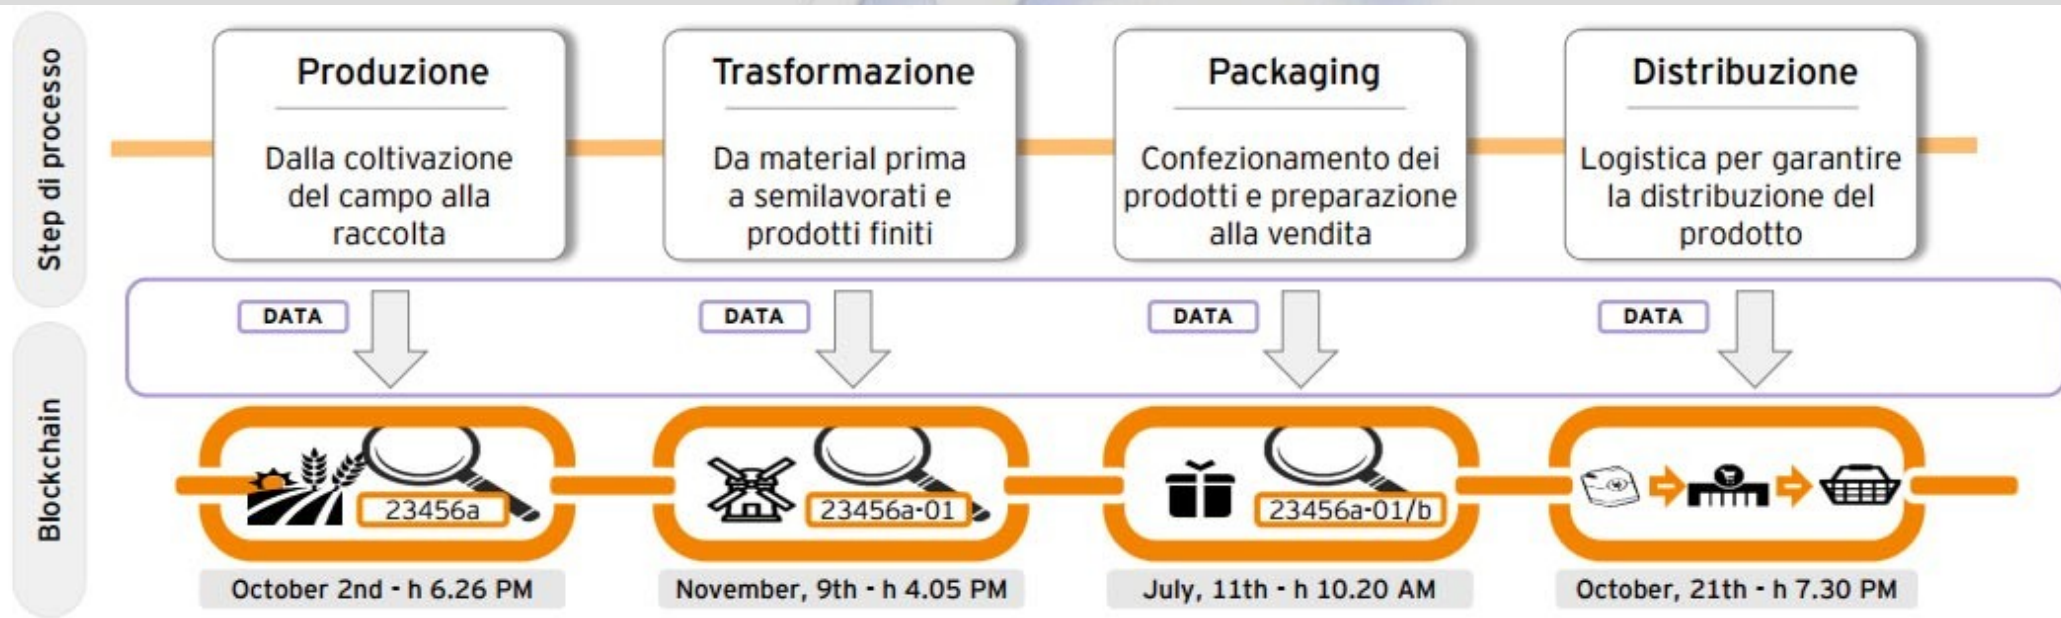 Step di processo
Produzione
Dalla coltivazione
del campo alla
raccolta
Trasformazione
Da material prima
a semilavorati e
prodotti finiti
Packaging
Confezionamento dei
prodotti e preparazione
alla vendita
Distribuzione
Logistica per garantire
la distribuzione del
prodotto
DATA
DATA
DATA
DATA
Blockchain
23456a
23456a-01
23456a-01/b
October 2nd - h 6.26 PM
November, 9th - h 4.05 PM
July, 11th - h 10.20 AM
October, 21th - h 7.30 PM